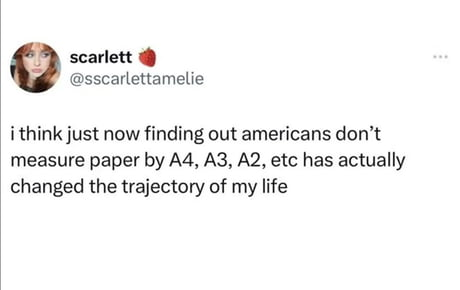 scarlett 🍓
@sscarlettamelie
i think just now finding out americans don’t
measure paper by A4, A3, A2, etc has actually
changed the trajectory of my life